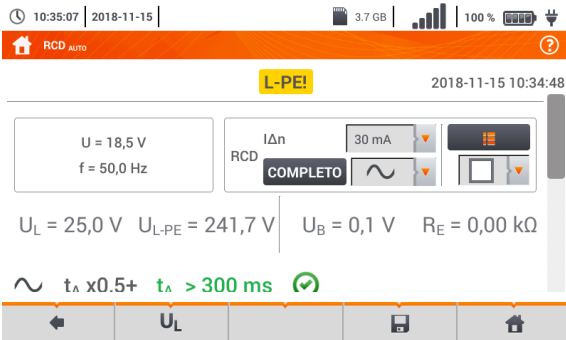 10:35:07 2018-11-15 3.7 GB 100 %
RCD AUTO ?
L-PE! 2018-11-15 10:34:48
U = 18,5 V
f = 50,0 Hz
RCD IΔn 30 mA
COMPLETO
UL = 25,0 V UL-PE = 241,7 V UB = 0,1 V RE = 0,00 kΩ
tA x0.5+ tA > 300 ms
UL